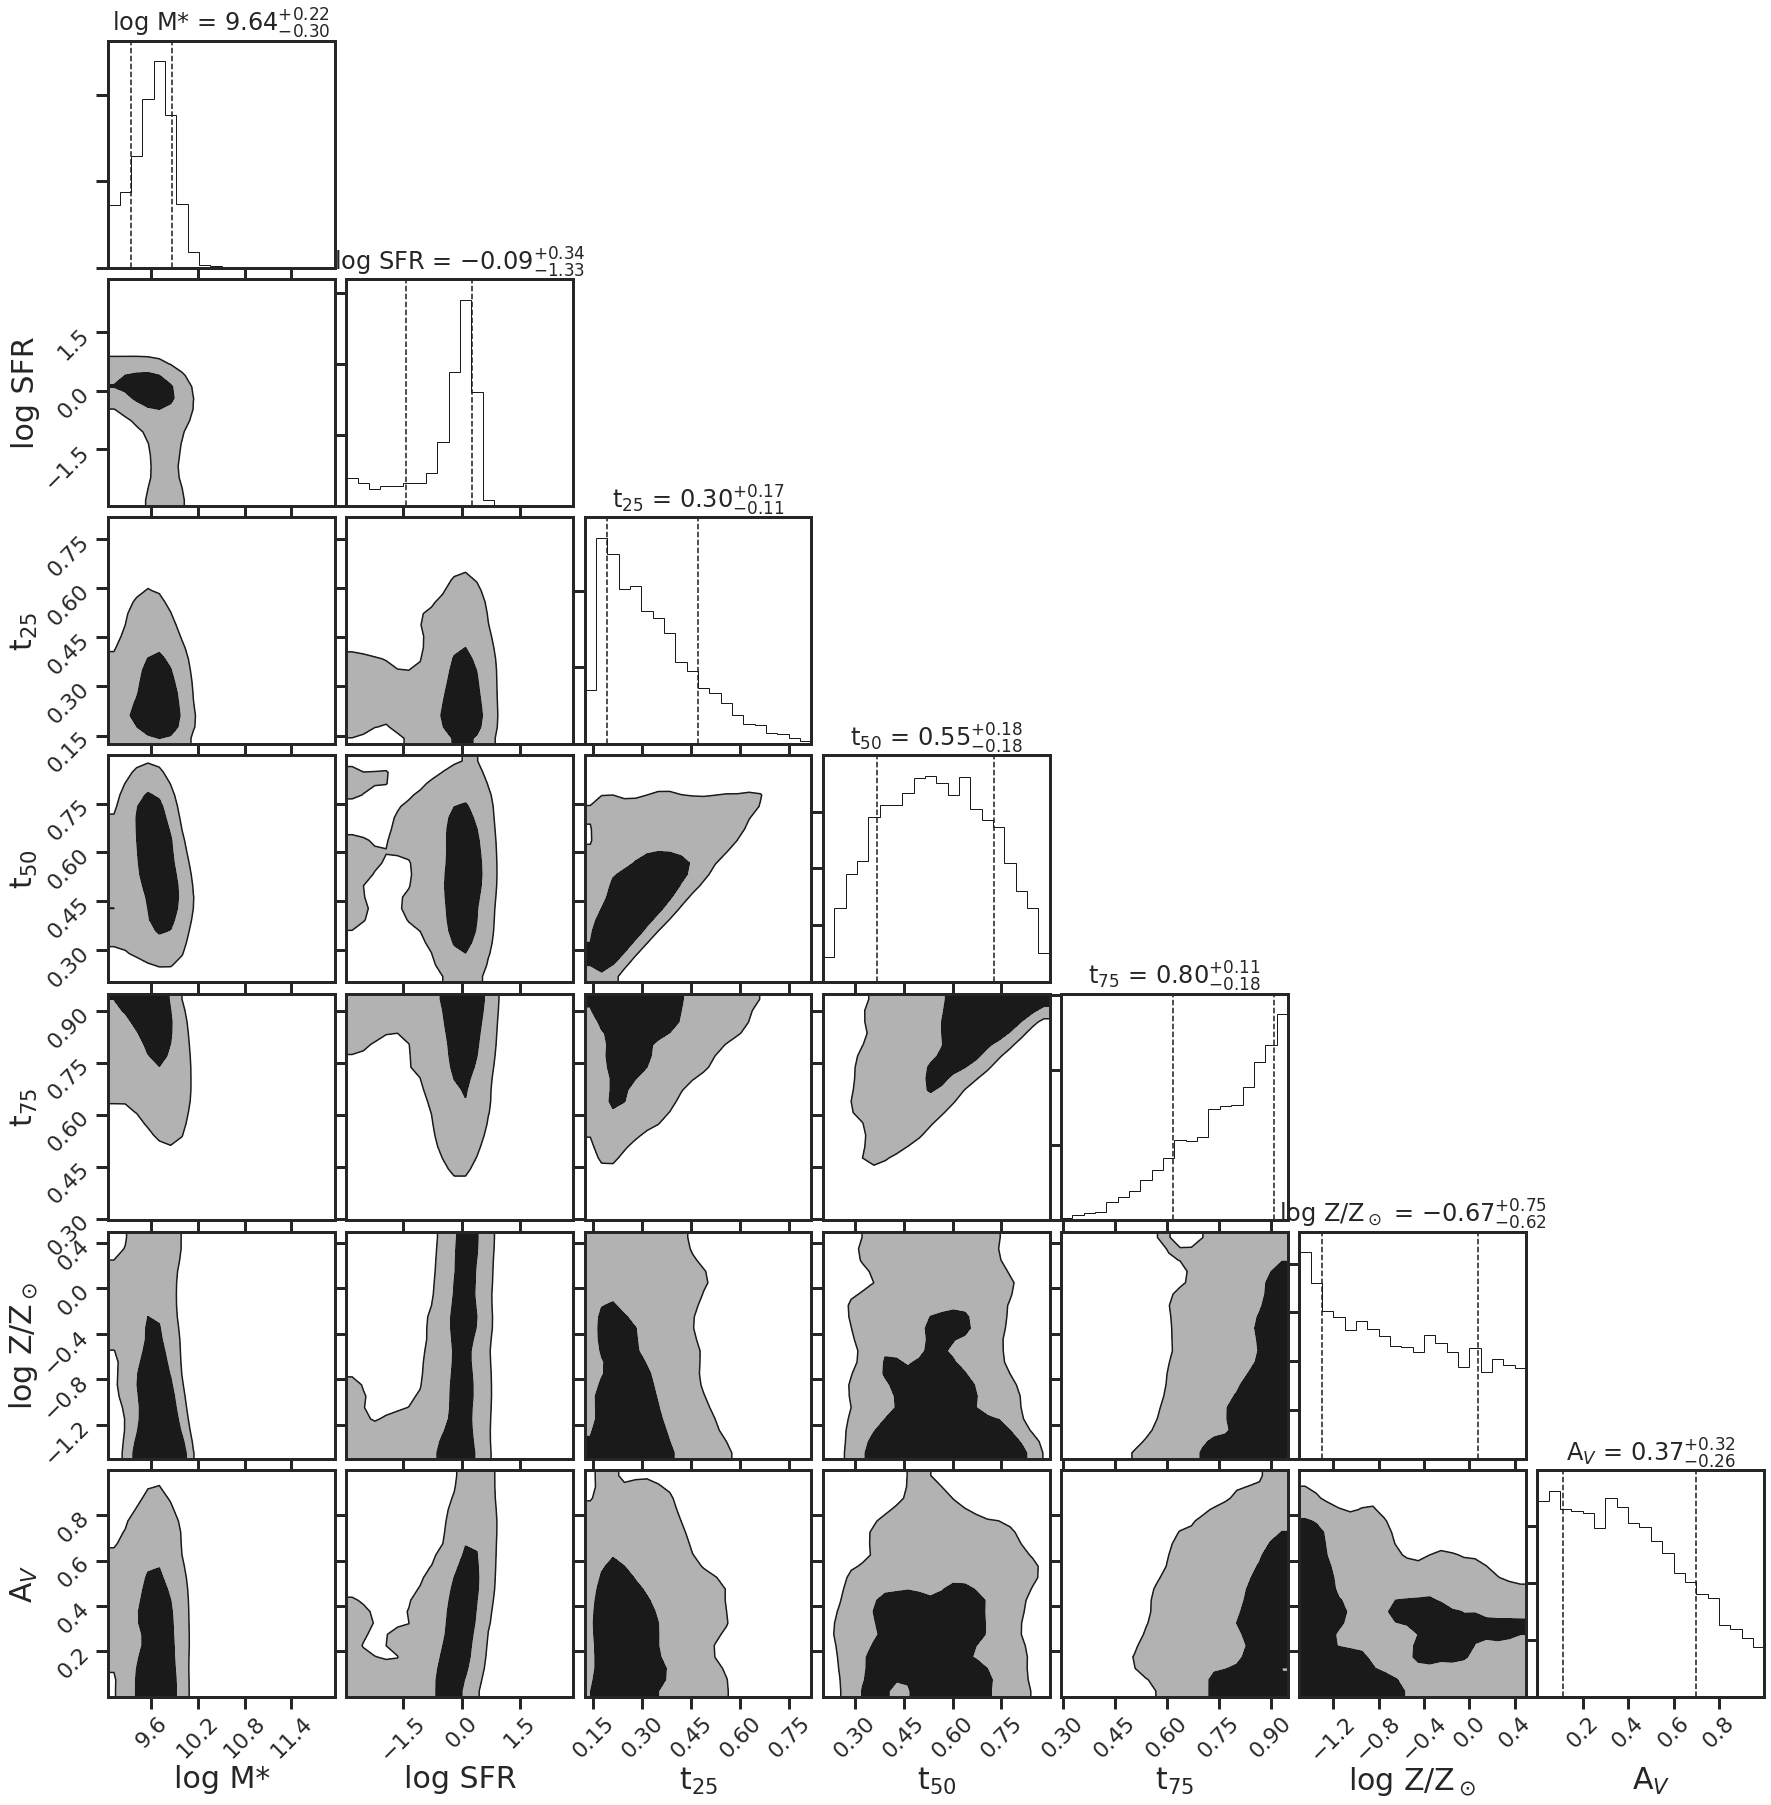 log M* = 9.64+0.22−0.30
log SFR
1.5
0.0
−1.5
log SFR = −0.09+0.34−1.33
t25
0.75
0.60
0.45
0.30
0.15
t25 = 0.30+0.17−0.11
t50
0.75
0.60
0.45
0.30
t50 = 0.55+0.18−0.18
t75
0.90
0.75
0.60
0.45
0.30
t75 = 0.80+0.11−0.18
log Z/Z⊙
0.4
0.0
−0.4
−0.8
−1.2
log Z/Z⊙ = −0.67+0.75−0.62
AV
0.8
0.6
0.4
0.2
AV = 0.37+0.32−0.26
9.6 10.2 10.8 11.4 −1.5 0.0 1.5 0.15 0.30 0.45 0.60 0.75 0.30 0.45 0.60 0.75 0.30 0.45 0.60 0.75 0.90 −1.2 −0.8 −0.4 0.0 0.4 0.2 0.4 0.6 0.8
log M* log SFR t25 t50 t75 log Z/Z⊙ AV